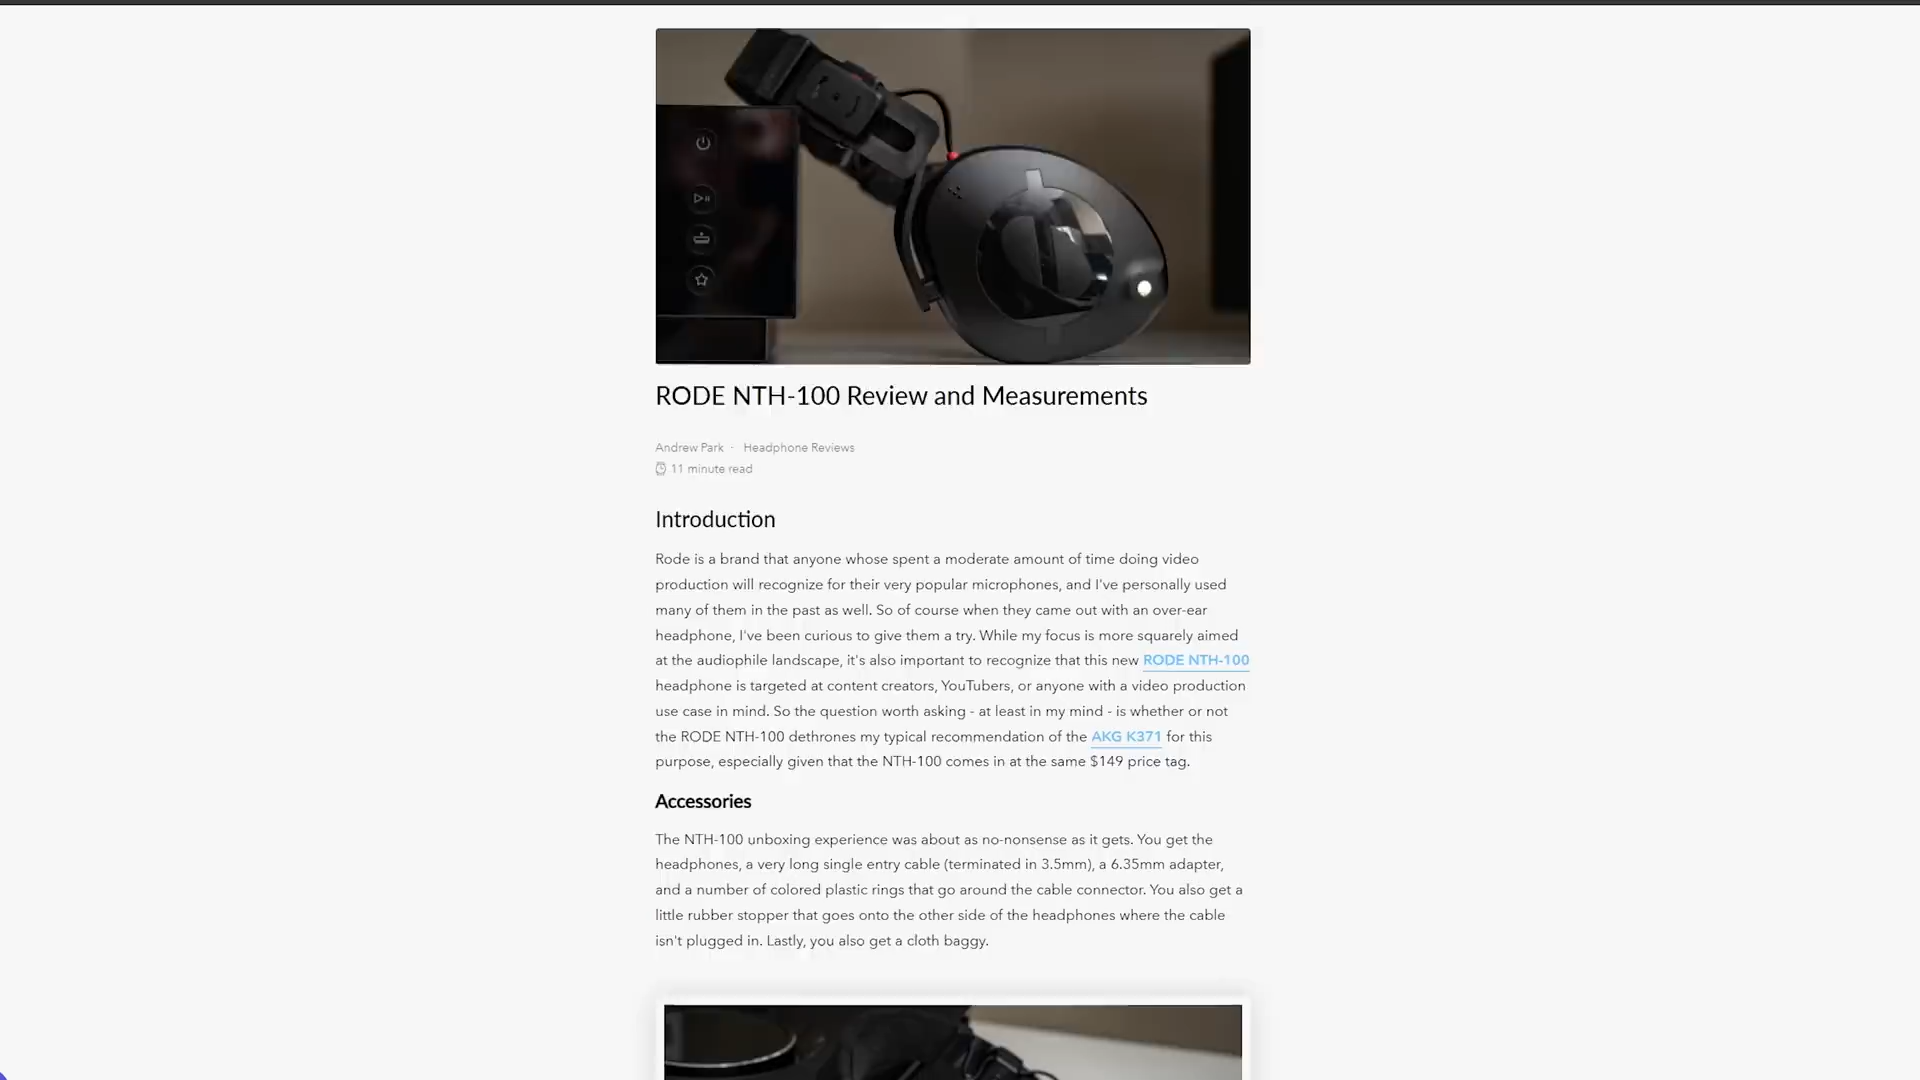 RODE NTH-100 Review and Measurements
Andrew Park · Headphone Reviews
11 minute read
Introduction
Rode is a brand that anyone whose spent a moderate amount of time doing video
production will recognize for their very popular microphones, and I've personally used
many of them in the past as well. So of course when they came out with an over-ear
headphone, I've been curious to give them a try. While my focus is more squarely aimed
at the audiophile landscape, it's also important to recognize that this new RODE NTH-100
headphone is targeted at content creators, YouTubers, or anyone with a video production
use case in mind. So the question worth asking - at least in my mind - is whether or not
the RODE NTH-100 dethrones my typical recommendation of the AKG K371 for this
purpose, especially given that the NTH-100 comes in at the same $149 price tag.
Accessories
The NTH-100 unboxing experience was about as no-nonsense as it gets. You get the
headphones, a very long single entry cable (terminated in 3.5mm), a 6.35mm adapter,
and a number of colored plastic rings that go around the cable connector. You also get a
little rubber stopper that goes onto the other side of the headphones where the cable
isn't plugged in. Lastly, you also get a cloth baggy.